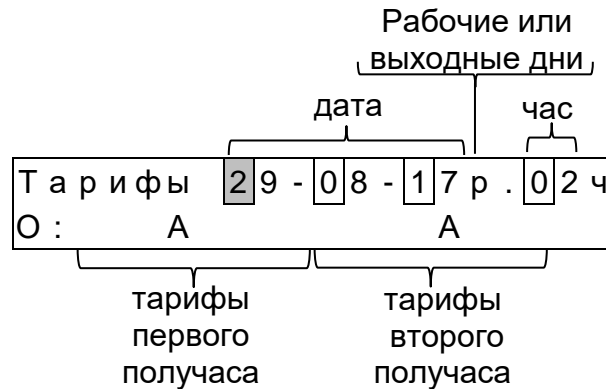 Рабочие или
выходные дни
дата
час
Тарифы 29-08-17р.02ч
О: А А
тарифы
первого
получаса
тарифы
второго
получаса